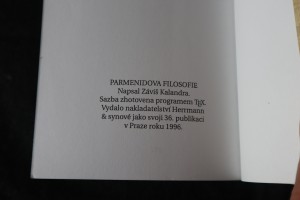 PARMENIDOVA FILOSOFIE
Napsal Záviš Kalandra.
Sazba zhotovena programem TeX.
Vydalo nakladatelství Herrmann
& synové jako svoji 36. publikaci
v Praze roku 1996.